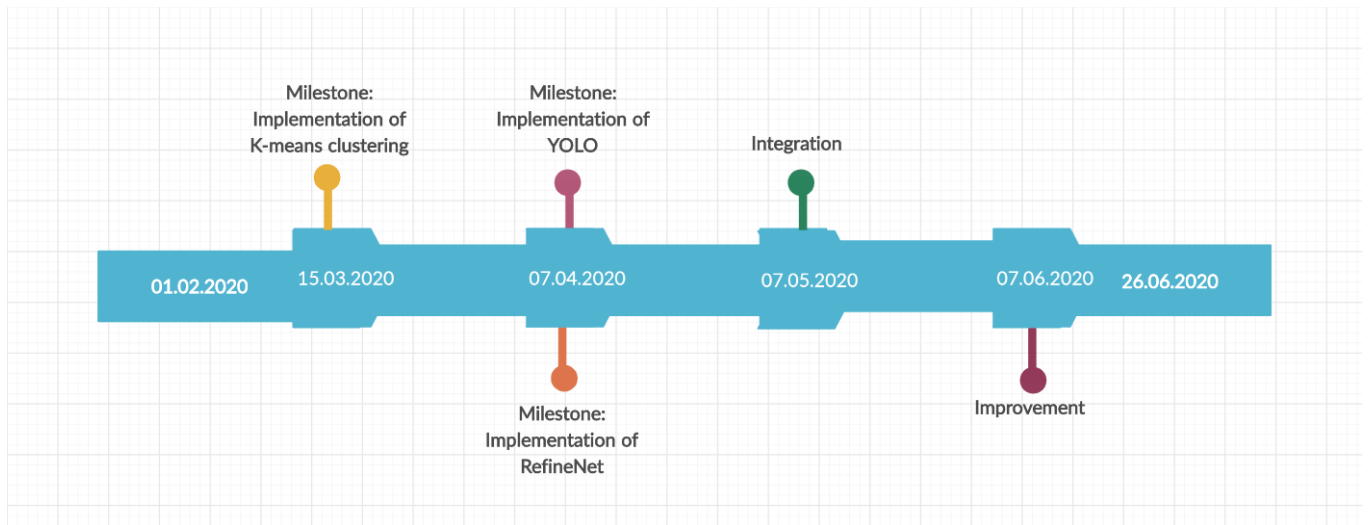 Milestone:
Implementation of
K-means clustering
Milestone:
Implementation of
YOLO
Integration
01.02.2020
15.03.2020
07.04.2020
07.05.2020
07.06.2020
26.06.2020
Milestone:
Implementation of
RefineNet
Improvement